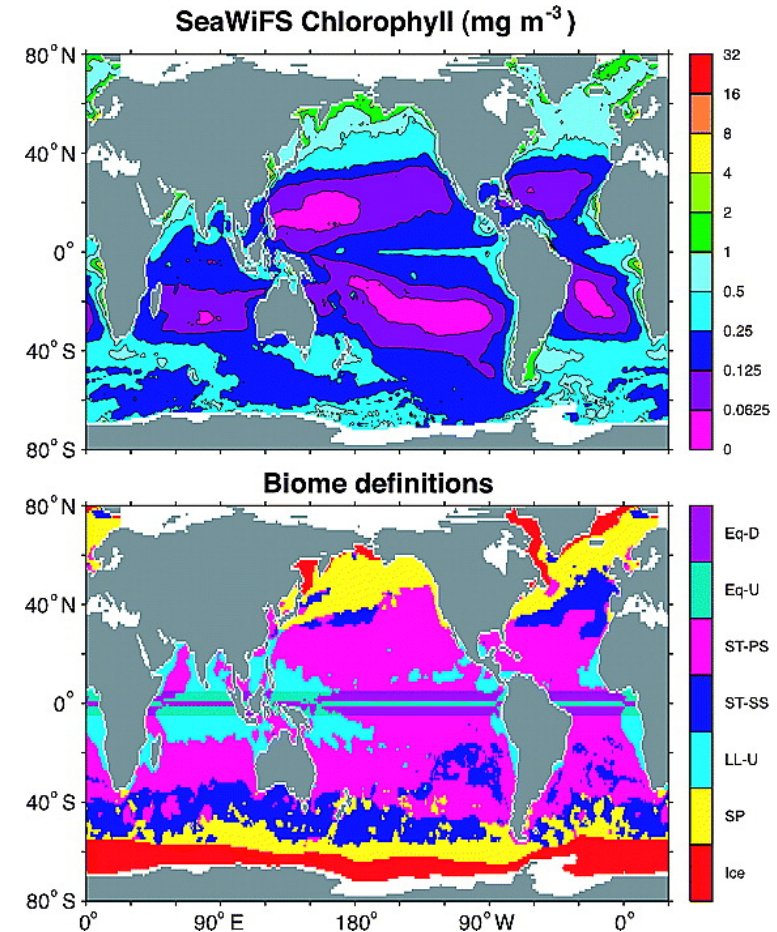 SeaWiFS Chlorophyll (mg m⁻³)
80° N
40° N
0°
40° S
80° S
32
16
8
4
2
1
0.5
0.25
0.125
0.0625
0
Biome definitions
80° N
40° N
0°
40° S
80° S
0°
90° E
180°
90° W
0°
Eq-D
Eq-U
ST-PS
ST-SS
LL-U
SP
Ice